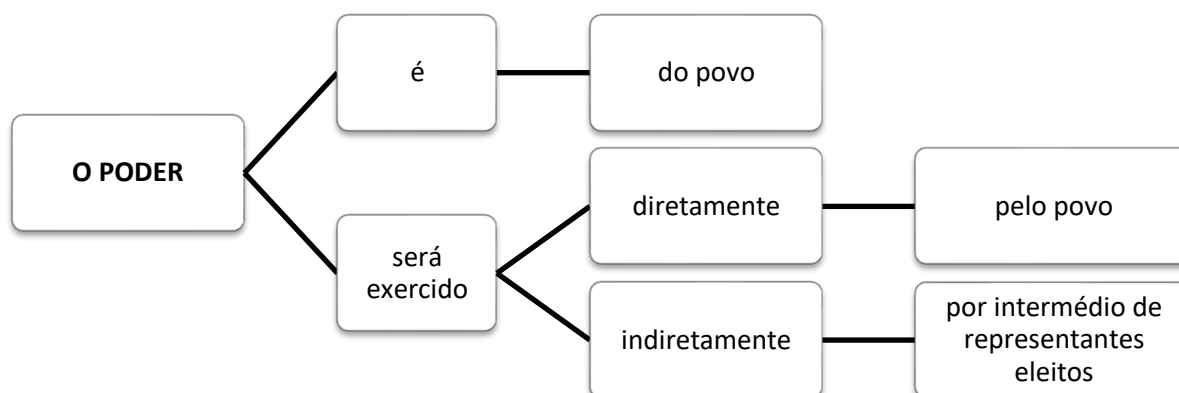 O PODER
é
do povo
será
exercido
diretamente
pelo povo
indiretamente
por intermédio de
representantes
eleitos